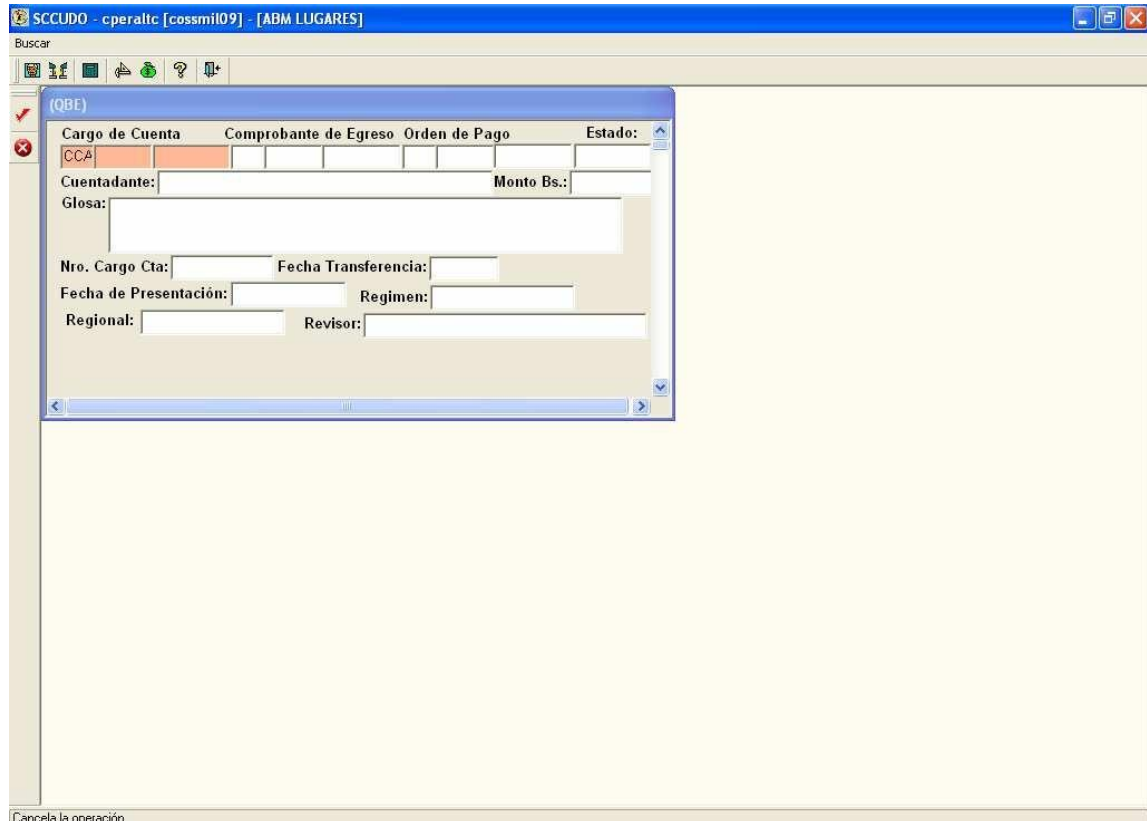 SCCUDO - cperaltc [cossmil09] - [ABM LUGARES]
Buscar
(QBE)
Cargo de Cuenta Comprobante de Egreso Orden de Pago Estado:
CCA
Cuentadante: Monto Bs.:
Glosa:
Nro. Cargo Cta: Fecha Transferencia:
Fecha de Presentación: Regimen:
Regional: Revisor:
Cancela la operación